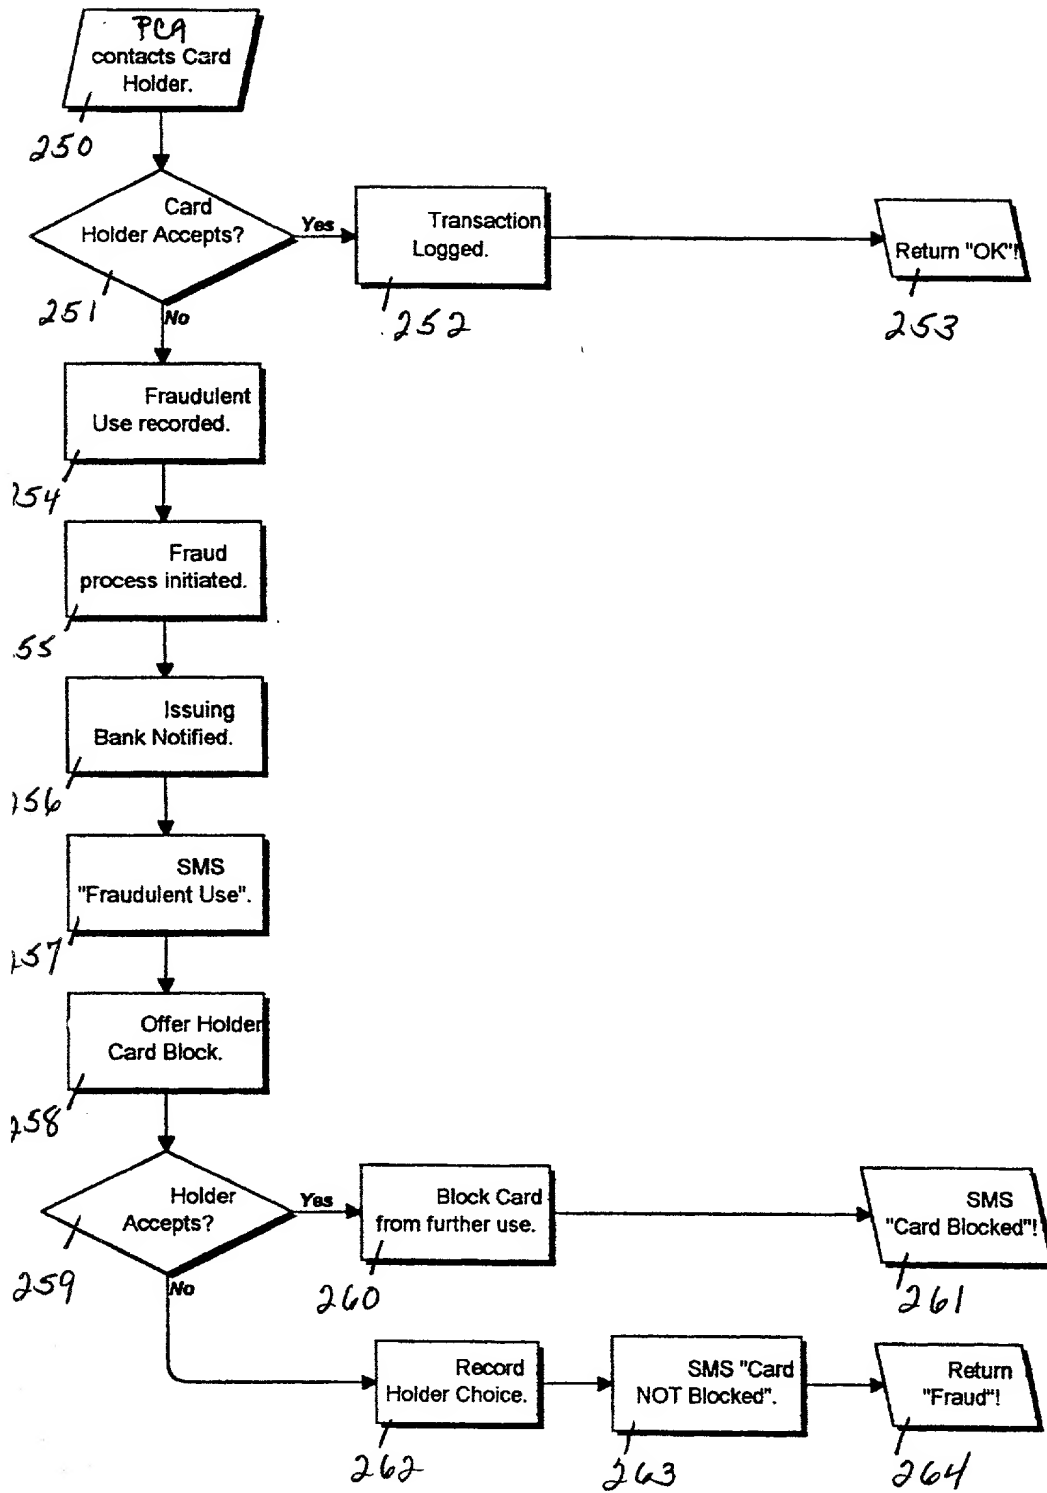 PCA
contacts Card
Holder.
250
Card
Holder Accepts?
Yes
Transaction
Logged.
Return "OK"!
251
No
252
253
Fraudulent
Use recorded.
254
Fraud
process initiated.
55
Issuing
Bank Notified.
256
SMS
"Fraudulent Use".
257
Offer Holder
Card Block.
258
Holder
Accepts?
Yes
Block Card
from further use.
SMS
"Card Blocked"!
259
No
260
261
Record
Holder Choice.
SMS "Card
NOT Blocked".
Return
"Fraud"!
262
263
264